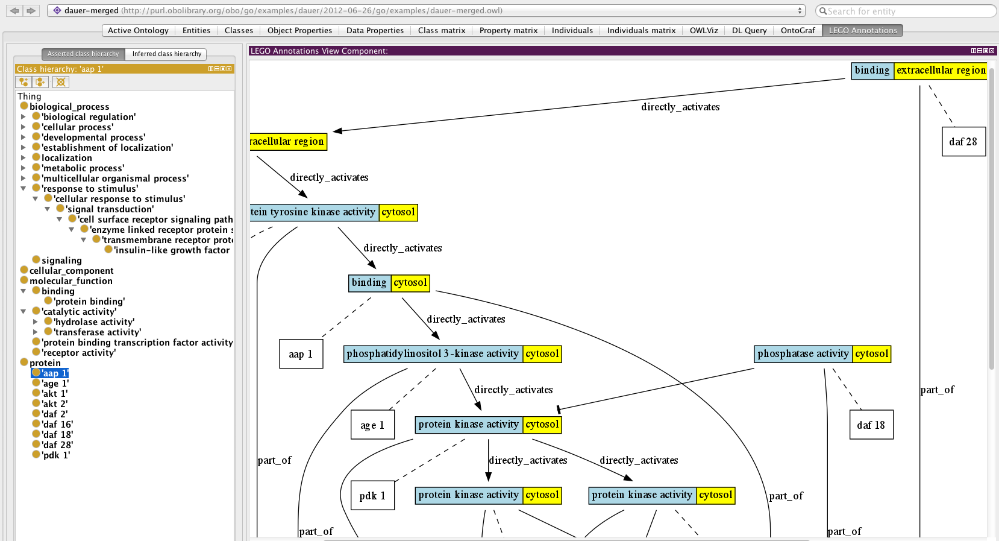 dauer-merged (http://purl.obolibrary.org/obo/go/examples/dauer/2012-06-26/go/examples/dauer-merged.owl)
Search for entity
Active Ontology Entities Classes Object Properties Data Properties Class matrix Property matrix Individuals Individuals matrix OWLViz DL Query OntoGraf LEGO Annotations
Asserted class hierarchy Inferred class hierarchy
Class hierarchy: 'aap 1'
Thing
biological_process
'biological regulation'
'cellular process'
'developmental process'
'establishment of localization'
localization
'metabolic process'
'multicellular organismal process'
'response to stimulus'
'cellular response to stimulus'
'signal transduction'
'cell surface receptor signaling path
'enzyme linked receptor protein s
'transmembrane receptor prote
'insulin-like growth factor
signaling
cellular_component
molecular_function
binding
'protein binding'
'catalytic activity'
'hydrolase activity'
'transferase activity'
'protein binding transcription factor activity
'receptor activity'
protein
'aap 1'
'age 1'
'akt 1'
'akt 2'
'daf 2'
'daf 16'
'daf 18'
'daf 28'
'pdk 1'
LEGO Annotations View Component:
binding extracellular region
directly_activates
racellular region
daf 28
directly_activates
tein tyrosine kinase activity cytosol
directly_activates
binding cytosol
directly_activates
aap 1
phosphatidylinositol 3-kinase activity cytosol
phosphatase activity cytosol
directly_activates
part_of
age 1
protein kinase activity cytosol
daf 18
part_of
directly_activates
directly_activates
pdk 1
protein kinase activity cytosol
protein kinase activity cytosol
part_of
part_of
part_of